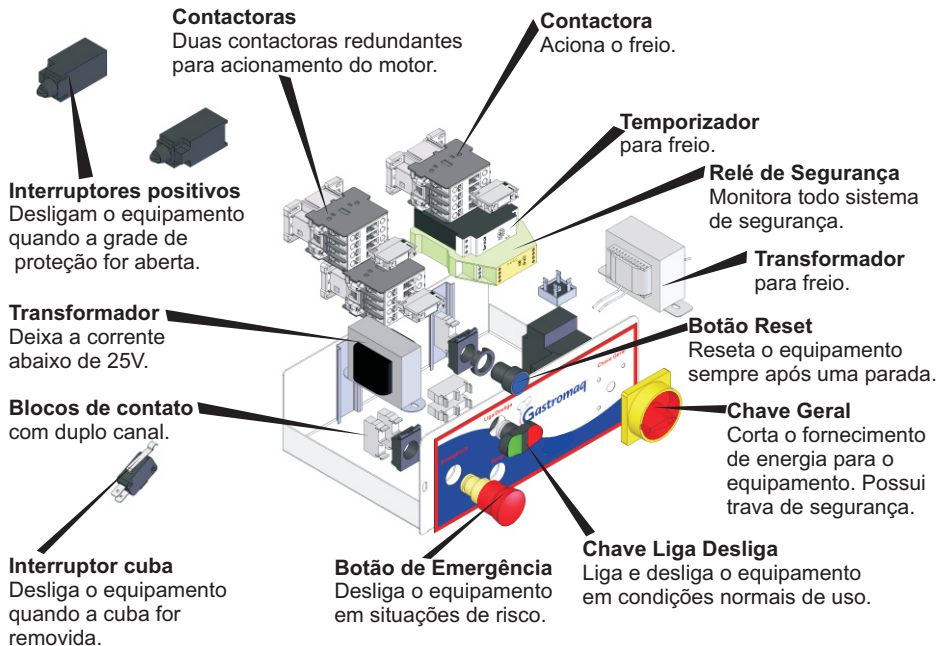 Contactoras
Duas contactoras redundantes
para acionamento do motor.
Contactora
Aciona o freio.
Temporizador
para freio.
Relé de Segurança
Monitora todo sistema
de segurança.
Interruptores positivos
Desligam o equipamento
quando a grade de
proteção for aberta.
Transformador
para freio.
Transformador
Deixa a corrente
abaixo de 25V.
Botão Reset
Reseta o equipamento
sempre após uma parada.
Blocos de contato
com duplo canal.
Chave Geral
Corta o fornecimento
de energia para o
equipamento. Possui
trava de segurança.
Chave Geral
Liga/Desliga
Gastromaq
Emergência
Interruptor cuba
Desliga o equipamento
quando a cuba for
removida.
Botão de Emergência
Desliga o equipamento
em situações de risco.
Chave Liga Desliga
Liga e desliga o equipamento
em condições normais de uso.